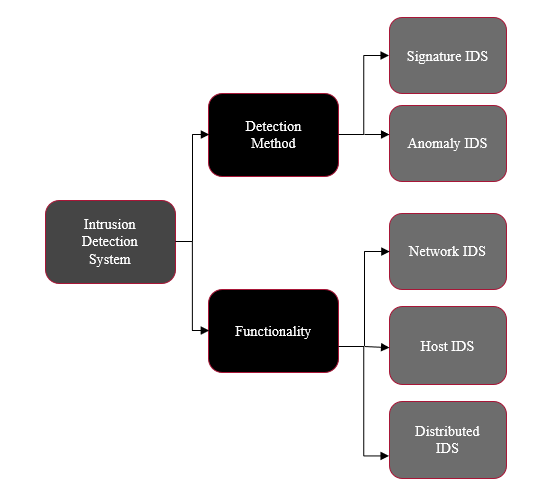 Intrusion
Detection
System
Detection
Method
Signature IDS
Anomaly IDS
Functionality
Network IDS
Host IDS
Distributed
IDS